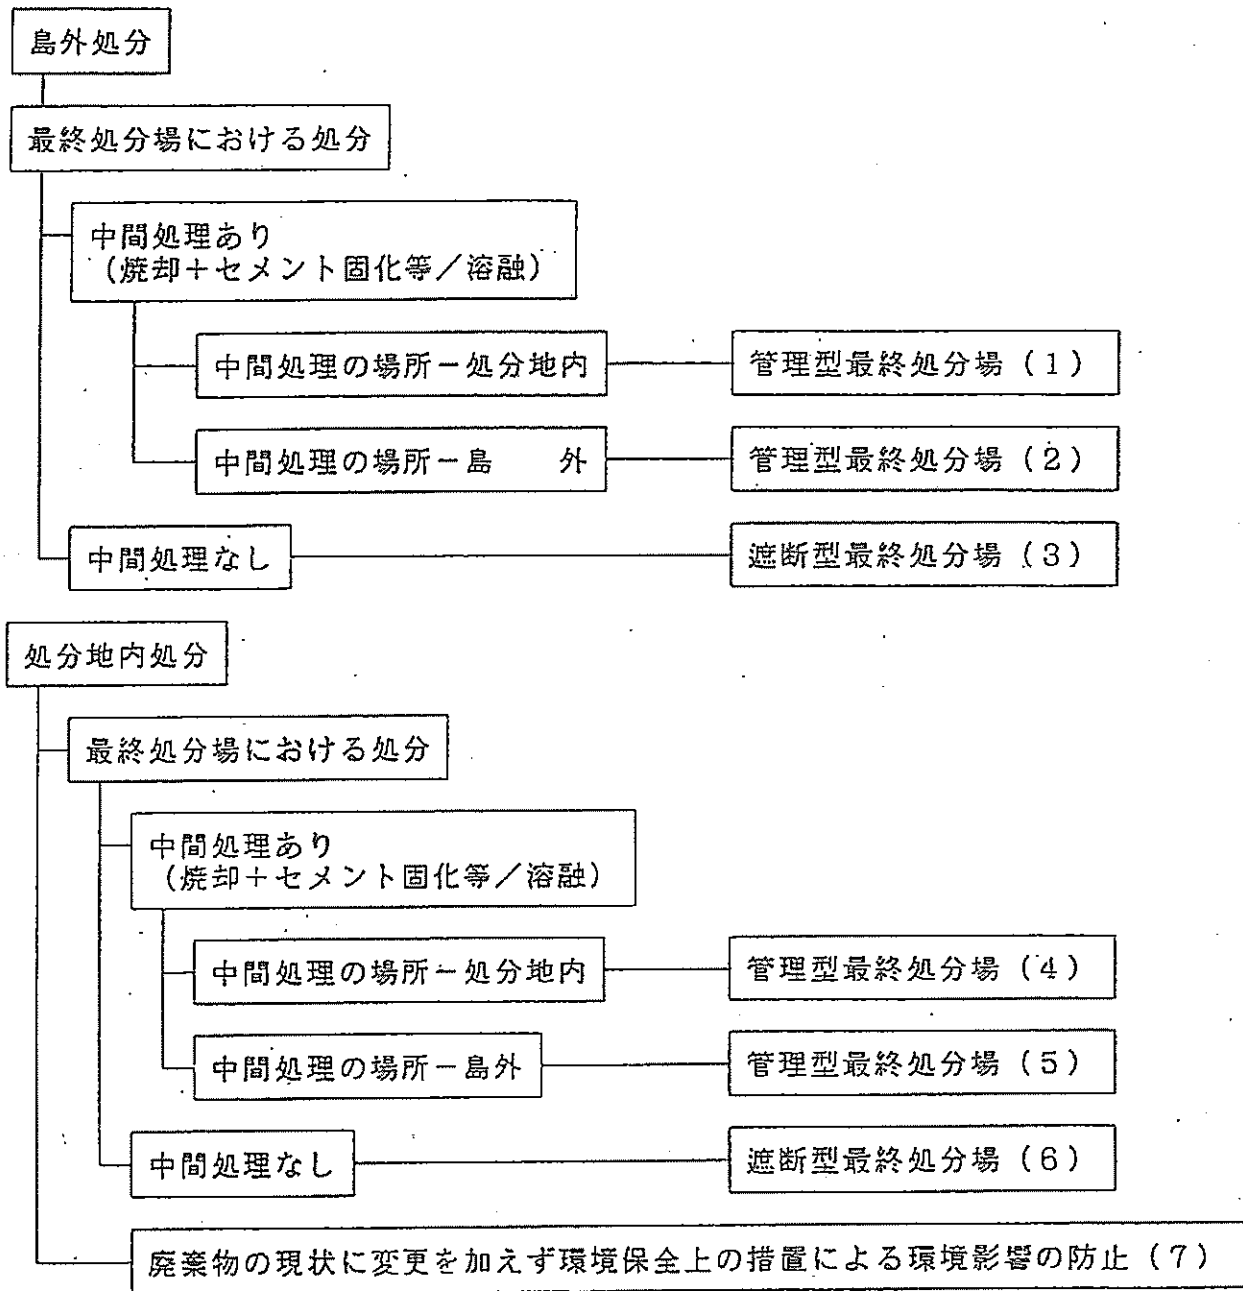 島外処分
最終処分場における処分
中間処理あり
(焼却+セメント固化等/溶融)
中間処理の場所-処分地内
管理型最終処分場(1)
中間処理の場所-島 外
管理型最終処分場(2)
中間処理なし
遮断型最終処分場(3)
処分地内処分
最終処分場における処分
中間処理あり
(焼却+セメント固化等/溶融)
中間処理の場所-処分地内
管理型最終処分場(4)
中間処理の場所-島外
管理型最終処分場(5)
中間処理なし
遮断型最終処分場(6)
廃棄物の現状に変更を加えず環境保全上の措置による環境影響の防止(7)